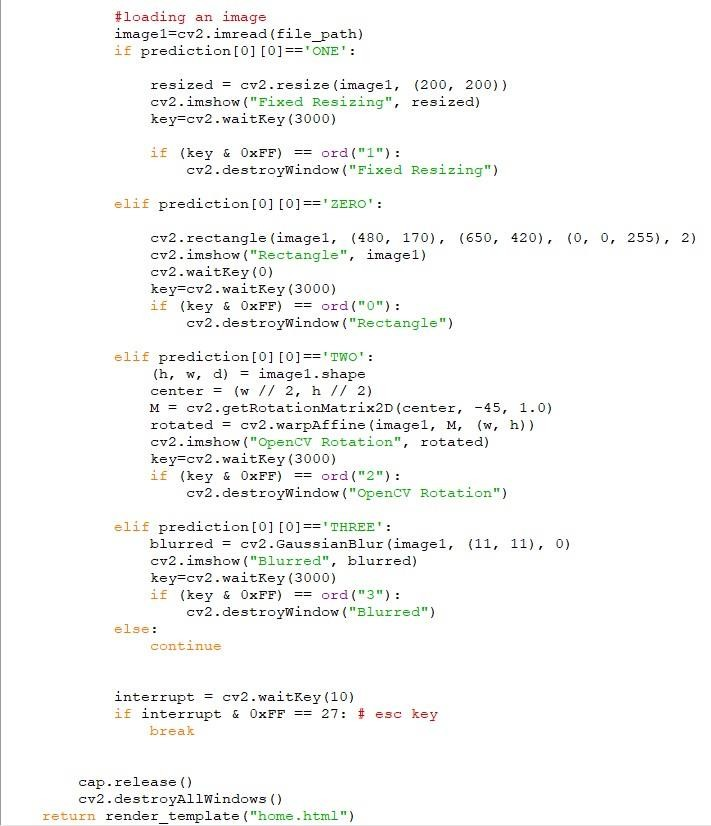 #loading an image
image1=cv2.imread(file_path)
if prediction[0][0]=='ONE':
resized = cv2.resize(image1, (200, 200))
cv2.imshow("Fixed Resizing", resized)
key=cv2.waitKey(3000)
if (key & 0xFF) == ord("1"):
cv2.destroyWindow("Fixed Resizing")
elif prediction[0][0]=='ZERO':
cv2.rectangle(image1, (480, 170), (650, 420), (0, 0, 255), 2)
cv2.imshow("Rectangle", image1)
cv2.waitKey(0)
key=cv2.waitKey(3000)
if (key & 0xFF) == ord("0"):
cv2.destroyWindow("Rectangle")
elif prediction[0][0]=='TWO':
(h, w, d) = image1.shape
center = (w // 2, h // 2)
M = cv2.getRotationMatrix2D(center, -45, 1.0)
rotated = cv2.warpAffine(image1, M, (w, h))
cv2.imshow("OpenCV Rotation", rotated)
key=cv2.waitKey(3000)
if (key & 0xFF) == ord("2"):
cv2.destroyWindow("OpenCV Rotation")
elif prediction[0][0]=='THREE':
blurred = cv2.GaussianBlur(image1, (11, 11), 0)
cv2.imshow("Blurred", blurred)
key=cv2.waitKey(3000)
if (key & 0xFF) == ord("3"):
cv2.destroyWindow("Blurred")
else:
continue
interrupt = cv2.waitKey(10)
if interrupt & 0xFF == 27: # esc key
break
cap.release()
cv2.destroyAllWindows()
return render_template("home.html")